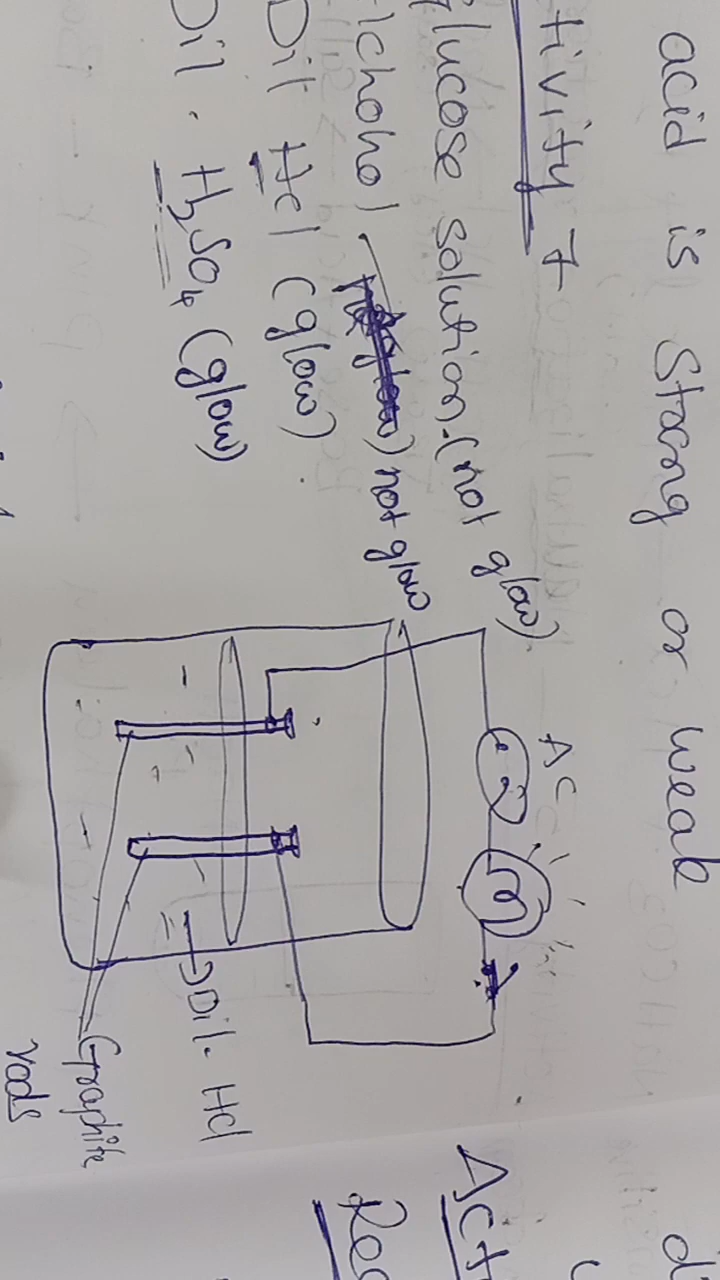 acid is Strong or weak
tivity 7
glucose solution. (not glow)
lchohol. not glow
Dil HCl (glow)
Dil. H₂SO₄ (glow)
AC
→ Dil. HCl
Graphite
rods
Act
Rea